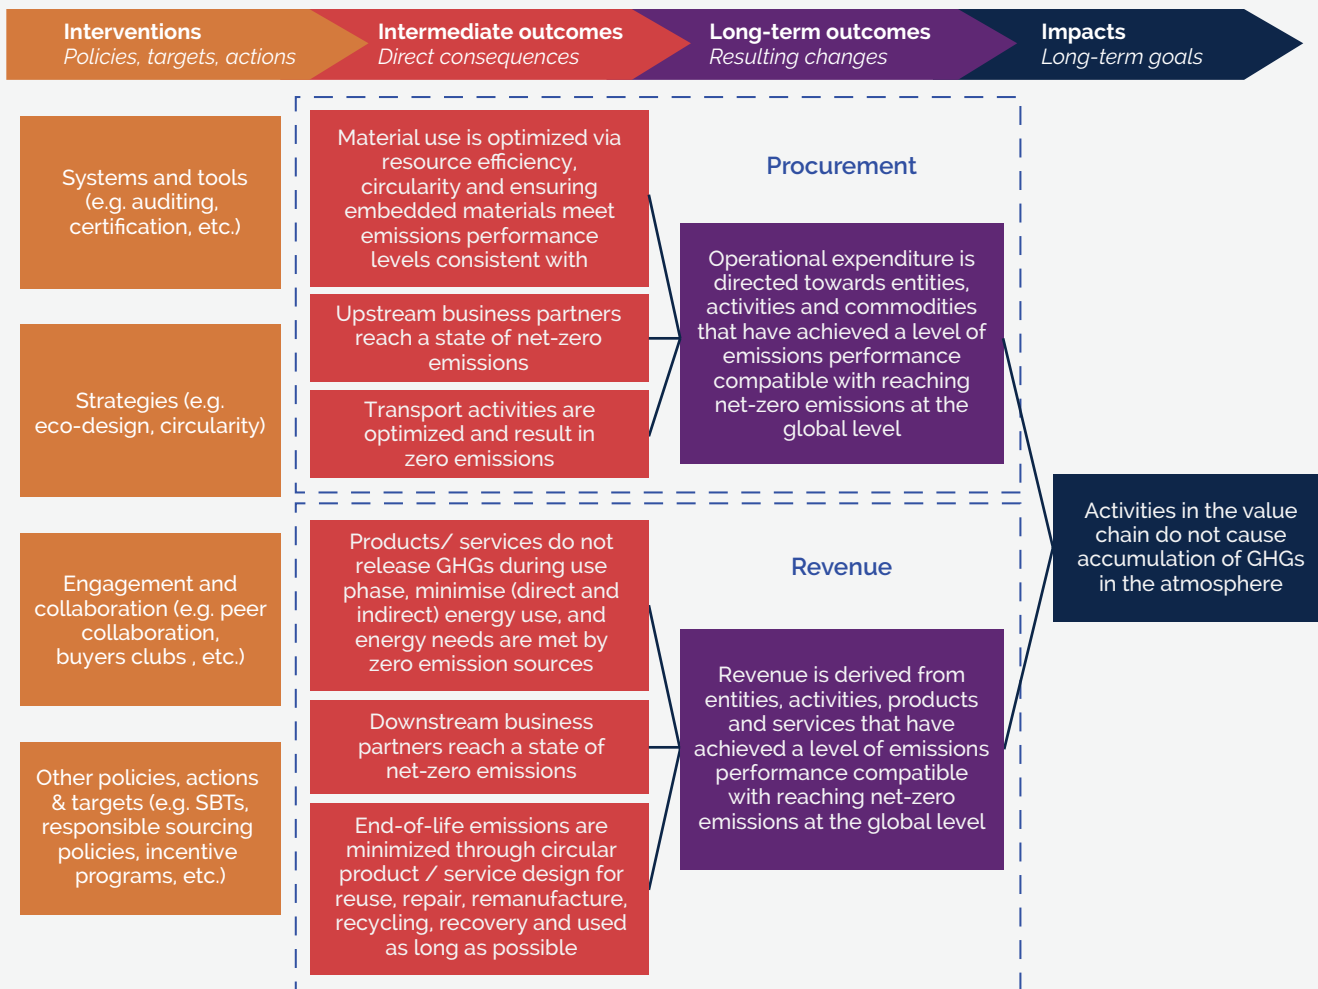 Interventions
Policies, targets, actions
Intermediate outcomes
Direct consequences
Long-term outcomes
Resulting changes
Impacts
Long-term goals
Systems and tools
(e.g. auditing,
certification, etc.)
Strategies (e.g.
eco-design, circularity)
Engagement and
collaboration (e.g. peer
collaboration,
buyers clubs , etc.)
Other policies, actions
& targets (e.g. SBTs,
responsible sourcing
policies, incentive
programs, etc.)
Material use is optimized via
resource efficiency,
circularity and ensuring
embedded materials meet
emissions performance
levels consistent with
Upstream business partners
reach a state of net-zero
emissions
Transport activities are
optimized and result in
zero emissions
Procurement
Operational expenditure is
directed towards entities,
activities and commodities
that have achieved a level of
emissions performance
compatible with reaching
net-zero emissions at the
global level
Products/ services do not
release GHGs during use
phase, minimise (direct and
indirect) energy use, and
energy needs are met by
zero emission sources
Downstream business
partners reach a state of
net-zero emissions
End-of-life emissions are
minimized through circular
product / service design for
reuse, repair, remanufacture,
recycling, recovery and used
as long as possible
Revenue
Revenue is derived from
entities, activities, products
and services that have
achieved a level of emissions
performance compatible
with reaching net-zero
emissions at the global level
Activities in the value
chain do not cause
accumulation of GHGs
in the atmosphere